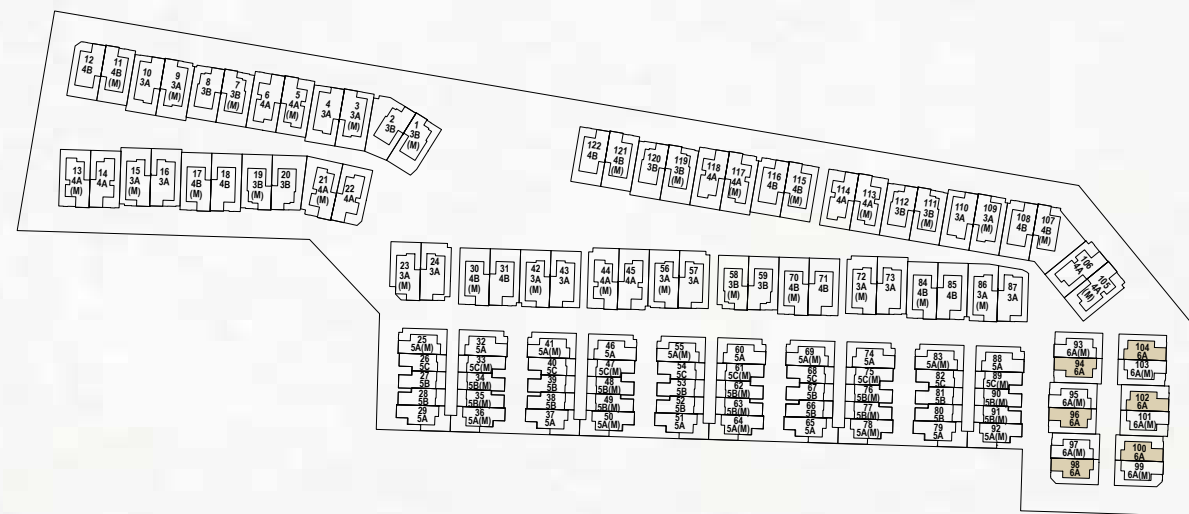 12
4B
11
4B
(M)
10
3A
9
3A
(M)
8
3B
7
3B
(M)
6
4A
5
4A
(M)
4
3A
3
3A
(M)
2
3B
1
3B
(M)
13
4A
(M)
14
4A
15
3A
(M)
16
3A
17
4B
(M)
18
4B
19
3B
(M)
20
3B
21
4A
(M)
22
4A
122
4B
121
4B
(M)
120
3B
119
3B
(M)
118
4A
117
4A
(M)
116
4B
115
4B
(M)
114
4A
113
4A
(M)
112
3B
111
3B
(M)
110
3A
109
3A
(M)
108
4B
107
4B
(M)
106
4A
105
4A
(M)
23
3A
(M)
24
3A
30
4B
(M)
31
4B
42
3A
(M)
43
3A
44
4A
(M)
45
4A
56
3A
(M)
57
3A
58
3B
(M)
59
3B
70
4B
(M)
71
4B
72
3A
(M)
73
3A
84
4B
(M)
85
4B
86
3A
(M)
87
3A
25
5A(M)
26
5C
27
5B
28
5B
29
5A
32
5A
33
5C(M)
34
5B(M)
35
5B(M)
36
5A(M)
41
5A(M)
40
5C
39
5B
38
5B
37
5A
46
5A
47
5C(M)
48
5B(M)
49
5B(M)
50
5A(M)
55
5A(M)
54
5C
53
5B
52
5B
51
5A
60
5A
61
5C(M)
62
5B(M)
63
5B(M)
64
5A(M)
69
5A(M)
68
5C
67
5B
66
5B
65
5A
74
5A
75
5C(M)
76
5B(M)
77
5B(M)
78
5A(M)
83
5A(M)
82
5C
81
5B
80
5B
79
5A
88
5A
89
5C(M)
90
5B(M)
91
5B(M)
92
5A(M)
93
6A(M)
94
6A
95
6A(M)
96
6A
97
6A(M)
98
6A
104
6A
103
6A(M)
102
6A
101
6A(M)
100
6A
99
6A(M)